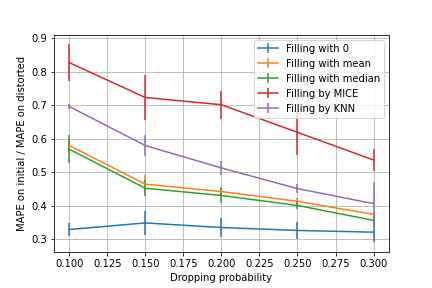 MAPE on initial / MAPE on distorted
0.9
0.8
0.7
0.6
0.5
0.4
0.3
Filling with 0
Filling with mean
Filling with median
Filling by MICE
Filling by KNN
0.100 0.125 0.150 0.175 0.200 0.225 0.250 0.275 0.300
Dropping probability